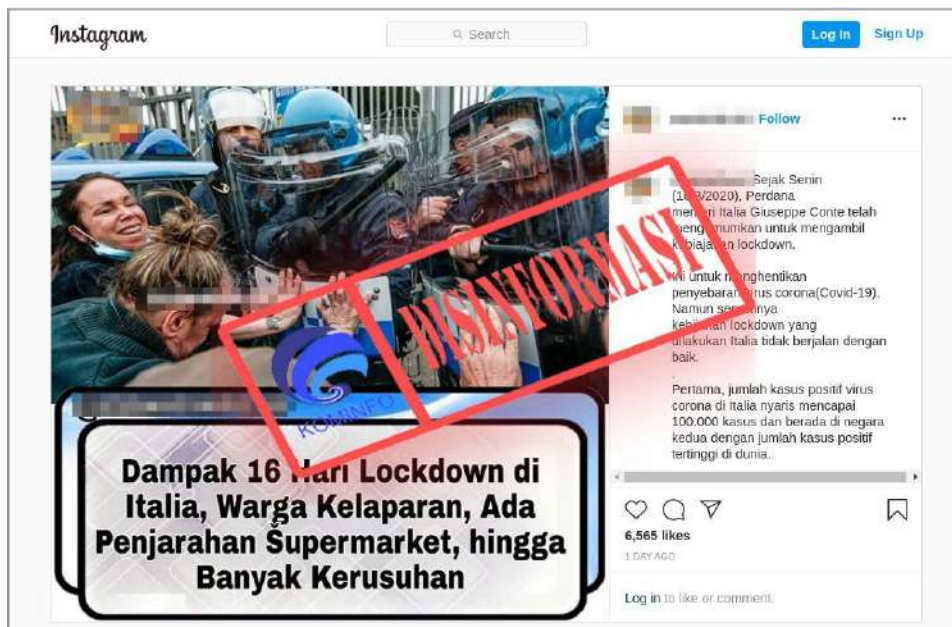 Instagram
Search
Log In
Sign Up
Follow
Sejak Senin
Perdana
Italia Giuseppe Conte telah
untuk mengambil
lockdown.
Ini untuk menghentikan
penyebaran virus corona(Covid-19).
Namun
lockdown yang
dilakukan Italia tidak berjalan dengan
baik.
.
Pertama, jumlah kasus positif virus
corona di Italia nyaris mencapai
100.000 kasus dan berada di negara
kedua dengan jumlah kasus positif
tertinggi di dunia.
DISINFORMASI
KOMINFO
Dampak 16 Hari Lockdown di
Italia, Warga Kelaparan, Ada
Penjarahan Supermarket, hingga
Banyak Kerusuhan
6,565 likes
1 DAY AGO
Log in to like or comment.